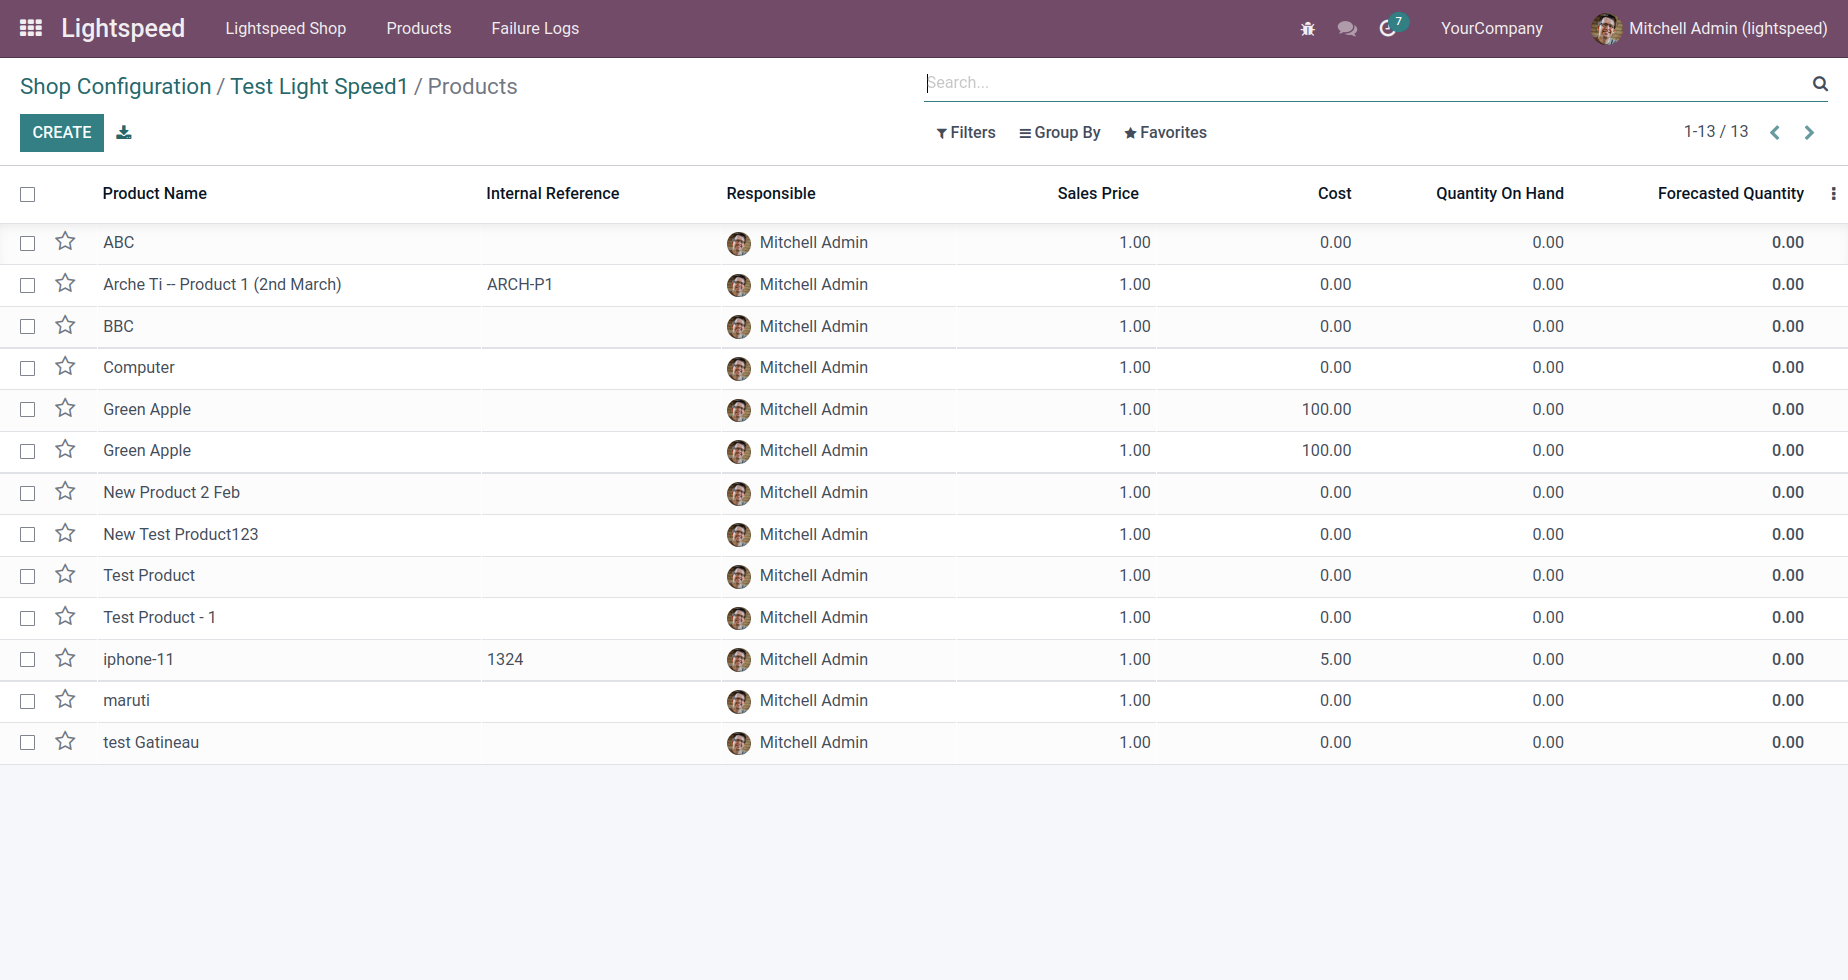 Lightspeed Lightspeed Shop Products Failure Logs 7 YourCompany Mitchell Admin (lightspeed)
Shop Configuration / Test Light Speed1 / Products Search...
CREATE Filters Group By Favorites 1-13 / 13
Product Name Internal Reference Responsible Sales Price Cost Quantity On Hand Forecasted Quantity
ABC Mitchell Admin 1.00 0.00 0.00 0.00
Arche Ti -- Product 1 (2nd March) ARCH-P1 Mitchell Admin 1.00 0.00 0.00 0.00
BBC Mitchell Admin 1.00 0.00 0.00 0.00
Computer Mitchell Admin 1.00 0.00 0.00 0.00
Green Apple Mitchell Admin 1.00 100.00 0.00 0.00
Green Apple Mitchell Admin 1.00 100.00 0.00 0.00
New Product 2 Feb Mitchell Admin 1.00 0.00 0.00 0.00
New Test Product123 Mitchell Admin 1.00 0.00 0.00 0.00
Test Product Mitchell Admin 1.00 0.00 0.00 0.00
Test Product - 1 Mitchell Admin 1.00 0.00 0.00 0.00
iphone-11 1324 Mitchell Admin 1.00 5.00 0.00 0.00
maruti Mitchell Admin 1.00 0.00 0.00 0.00
test Gatineau Mitchell Admin 1.00 0.00 0.00 0.00